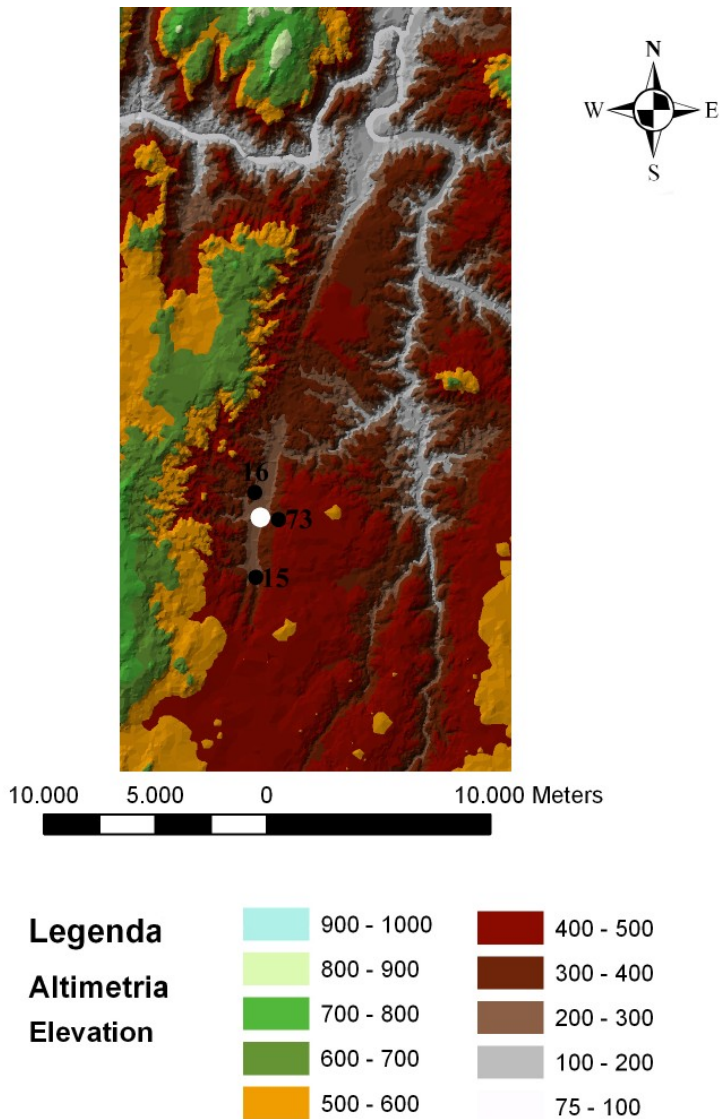 N
W E
S
16
73
15
10.000 5.000 0 10.000 Meters
Legenda
Altimetria
Elevation
900 - 1000
800 - 900
700 - 800
600 - 700
500 - 600
400 - 500
300 - 400
200 - 300
100 - 200
75 - 100